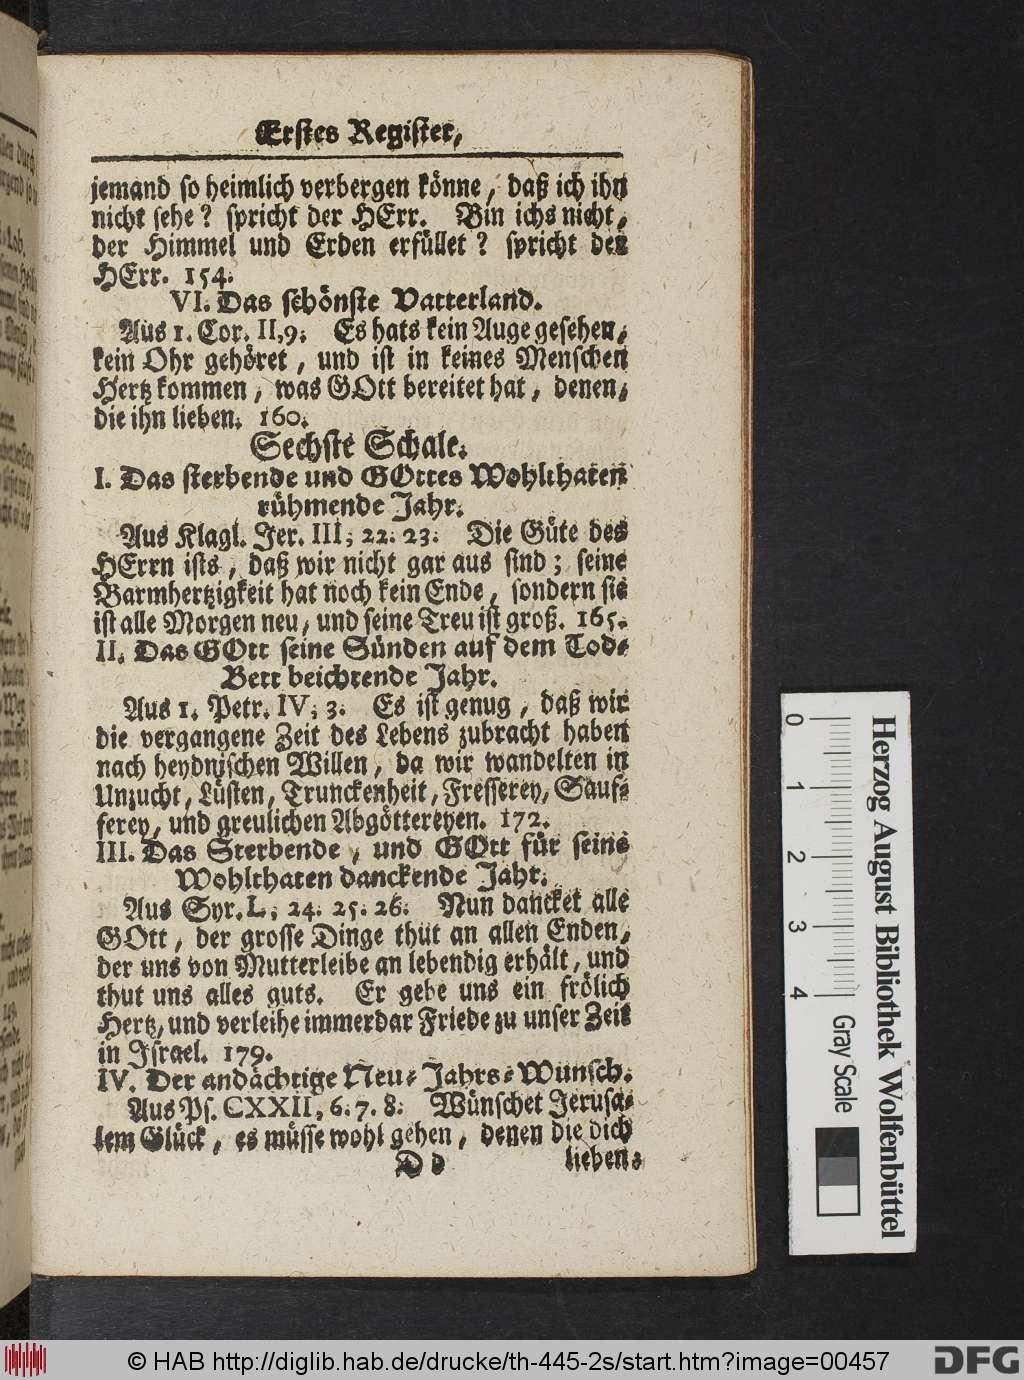 Erstes Register,
jemand so heimlich verbergen könne, daß ich ihn
nicht sehe? spricht der HErr. Bin ichs nicht,
der Himmel und Erden erfüllet? spricht der
HErr. 154.
VI. Das schönste Vatterland.
Aus 1. Cor. II, 9. Es hats kein Auge gesehen,
kein Ohr gehöret, und ist in keines Menschen
Hertz kommen, was GOtt bereitet hat, denen,
die ihn lieben. 160.
Sechste Schale.
I. Das sterbende und GOttes Wohlthaten
rühmende Jahr.
Aus Klagl. Jer. III, 22. 23. Die Güte des
HErrn ists, daß wir nicht gar aus sind; seine
Barmhertzigkeit hat noch kein Ende, sondern sie
ist alle Morgen neu, und seine Treu ist groß. 165.
II. Das GOtt seine Sünden auf dem Tod-
Bett beichtende Jahr.
Aus 1. Petr. IV, 3. Es ist genug, daß wir
die vergangene Zeit des Lebens zubracht haben
nach heydnischen Willen, da wir wandelten in
Unzucht, Lüsten, Trunckenheit, Fresserey, Sauf-
ferey, und greulichen Abgöttereyen. 172.
III. Das Sterbende, und GOtt für seine
Wohlthaten danckende Jahr.
Aus Syr. L, 24. 25. 26. Nun dancket alle
GOtt, der grosse Dinge thut an allen Enden,
der uns von Mutterleibe an lebendig erhält, und
thut uns alles guts. Er gebe uns ein frölich
Hertz, und verleihe immerdar Friede zu unser Zeit
in Israel. 179.
IV. Der andächtige Neu-Jahrs-Wunsch.
Aus Ps. CXXII, 6. 7. 8. Wünschet Jerusa-
lem Glück, es müsse wohl gehen, denen die dich
D d lieben.
0 1 2 3 4 Gray Scale
Herzog August Bibliothek Wolfenbüttel
© HAB http://diglib.hab.de/drucke/th-445-2s/start.htm?image=00457
DFG